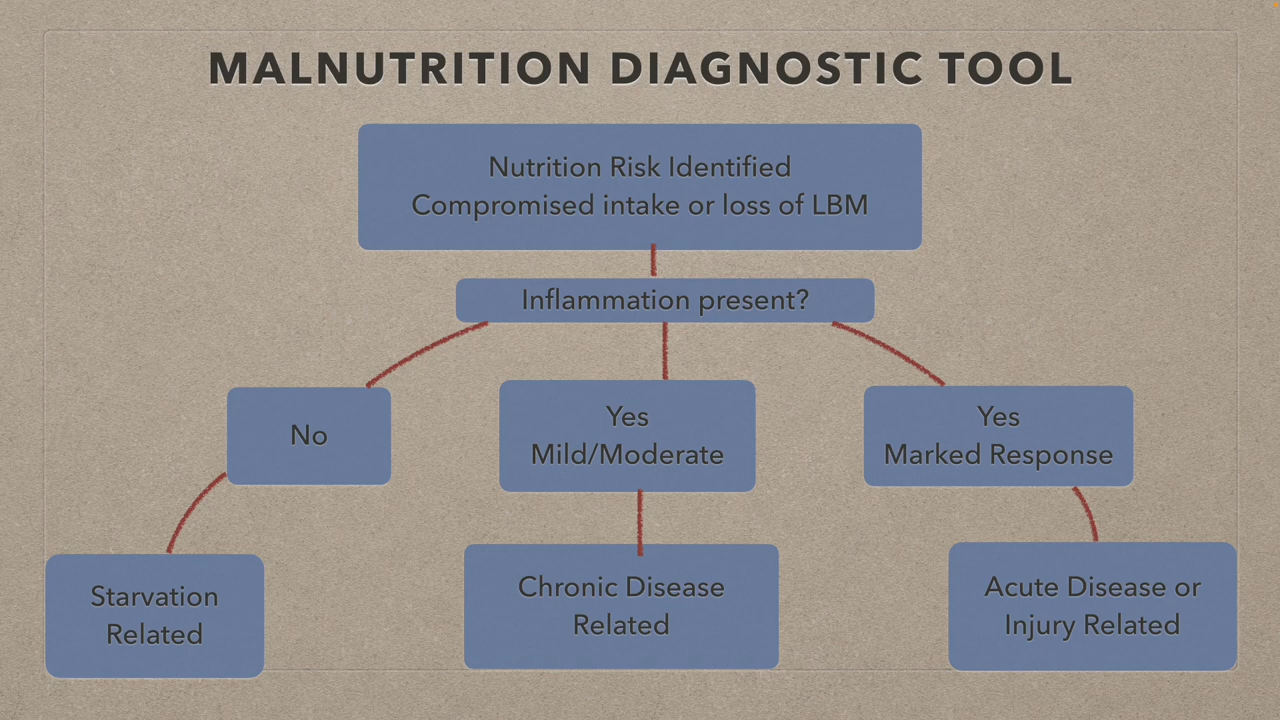 MALNUTRITION DIAGNOSTIC TOOL
Nutrition Risk Identified
Compromised intake or loss of LBM
Inflammation present?
No
Yes
Mild/Moderate
Yes
Marked Response
Starvation
Related
Chronic Disease
Related
Acute Disease or
Injury Related